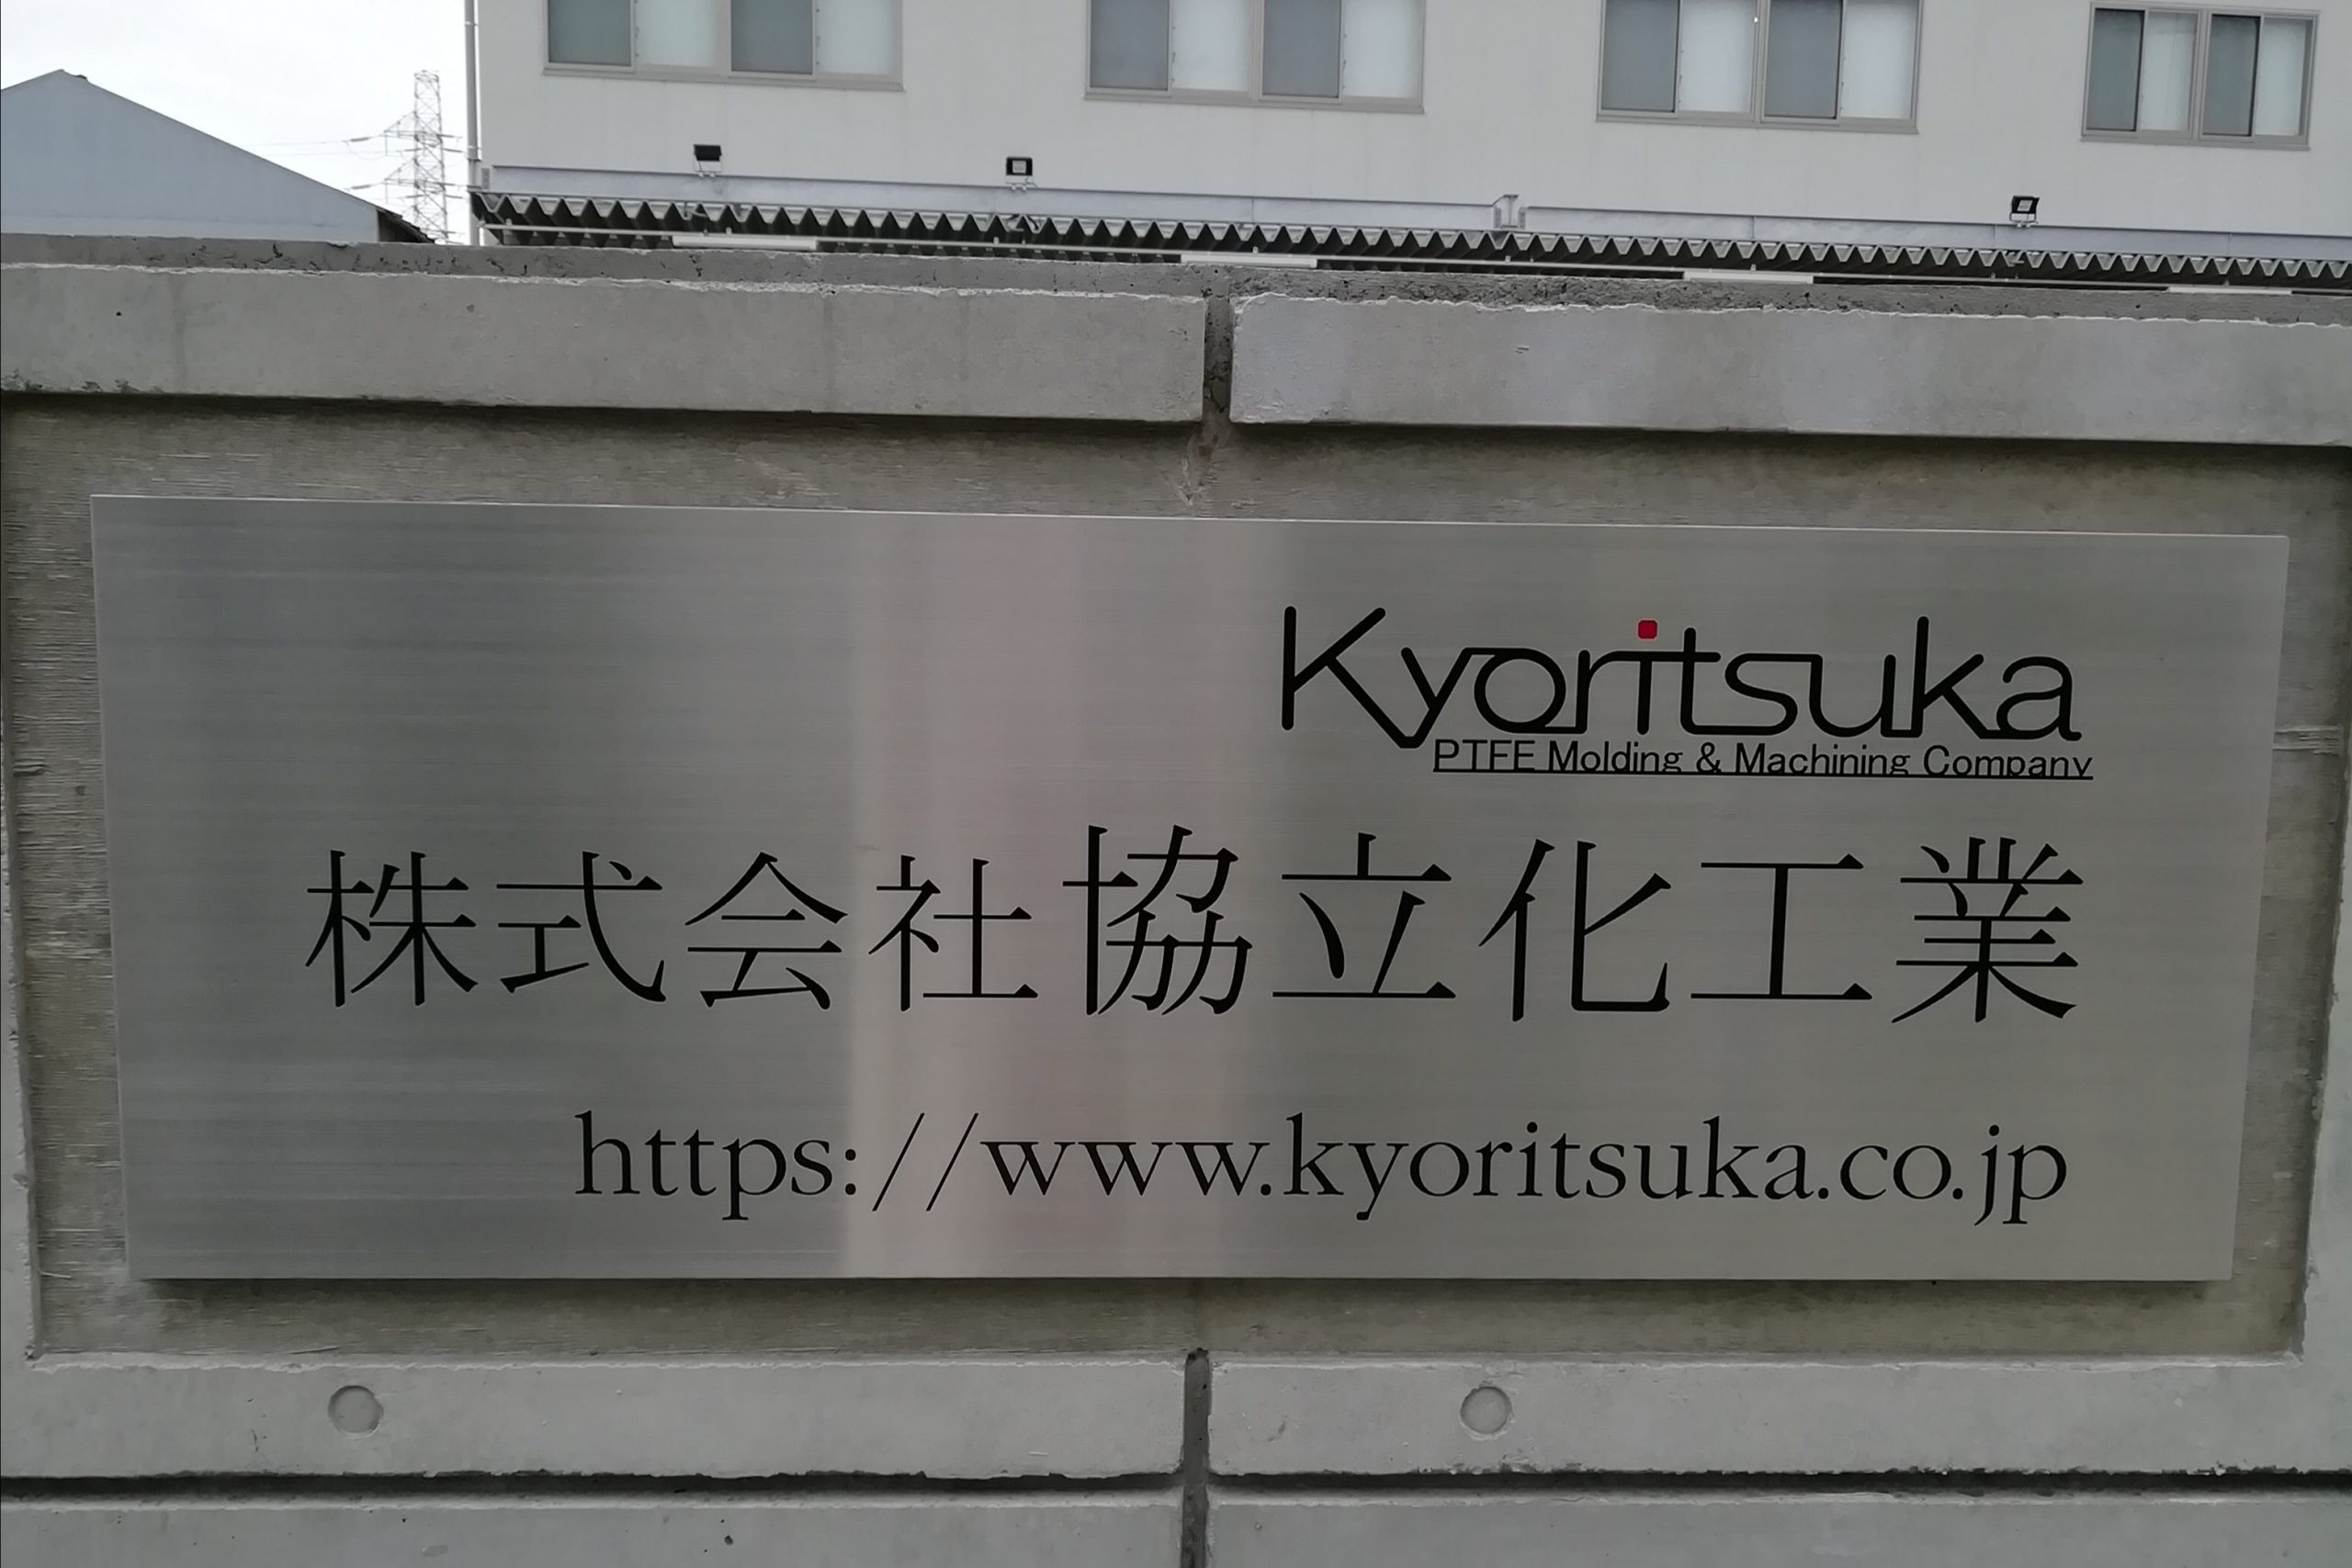 Kyoritsuka
PTFE Molding & Machining Company
株式会社協立化工業
https://www.kyoritsuka.co.jp